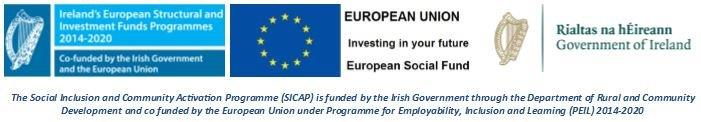 Ireland's European Structural and
Investment Funds Programmes
2014-2020
Co-funded by the Irish Government
and the European Union
EUROPEAN UNION
Investing in your future
European Social Fund
Rialtas na hÉireann
Government of Ireland
The Social Inclusion and Community Activation Programme (SICAP) is funded by the Irish Government through the Department of Rural and Community
Development and co funded by the European Union under Programme for Employability, Inclusion and Learning (PEIL) 2014-2020